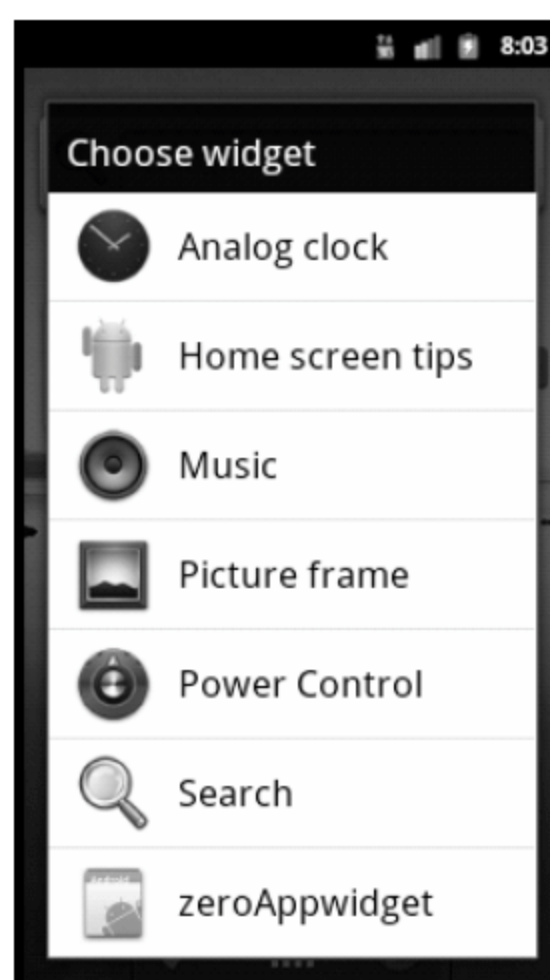 8:03
Choose widget
Analog clock
Home screen tips
Music
Picture frame
Power Control
Search
zeroAppwidget